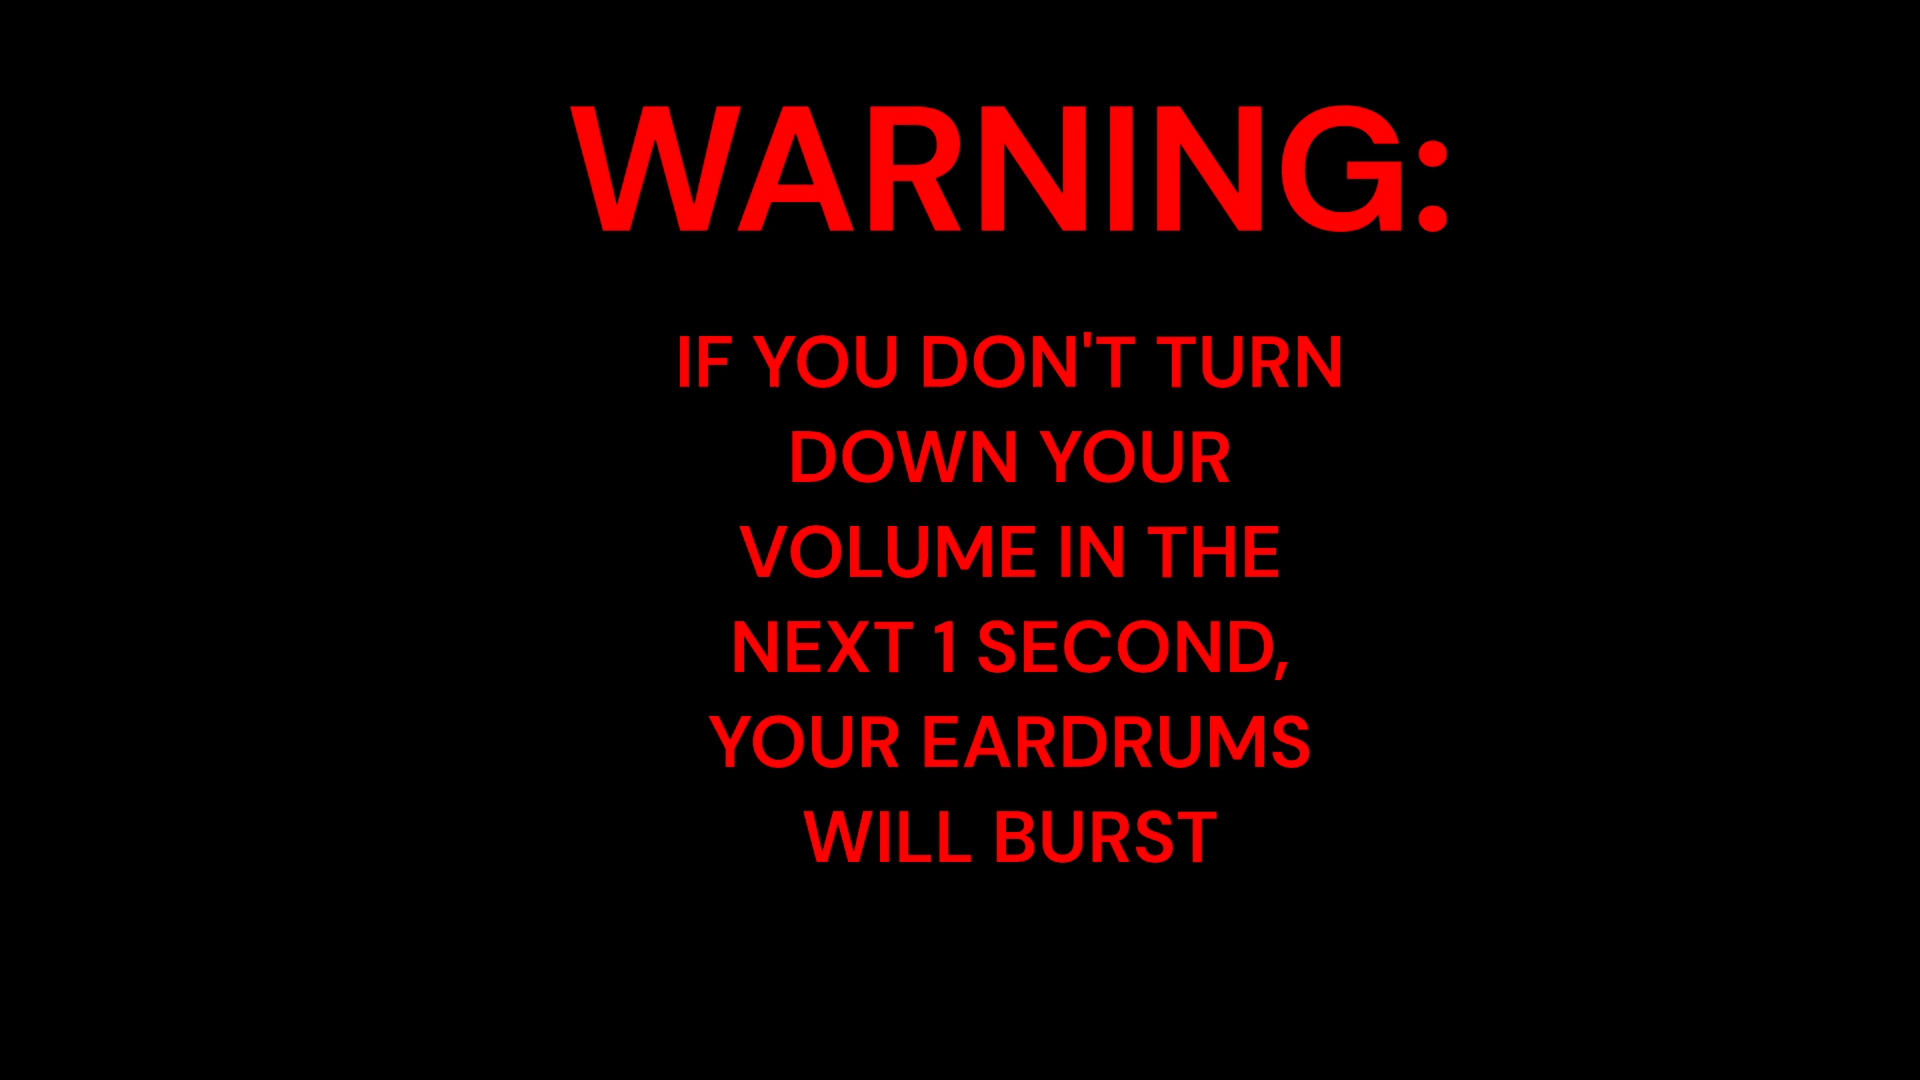 WARNING:
IF YOU DON'T TURN
DOWN YOUR
VOLUME IN THE
NEXT 1 SECOND,
YOUR EARDRUMS
WILL BURST